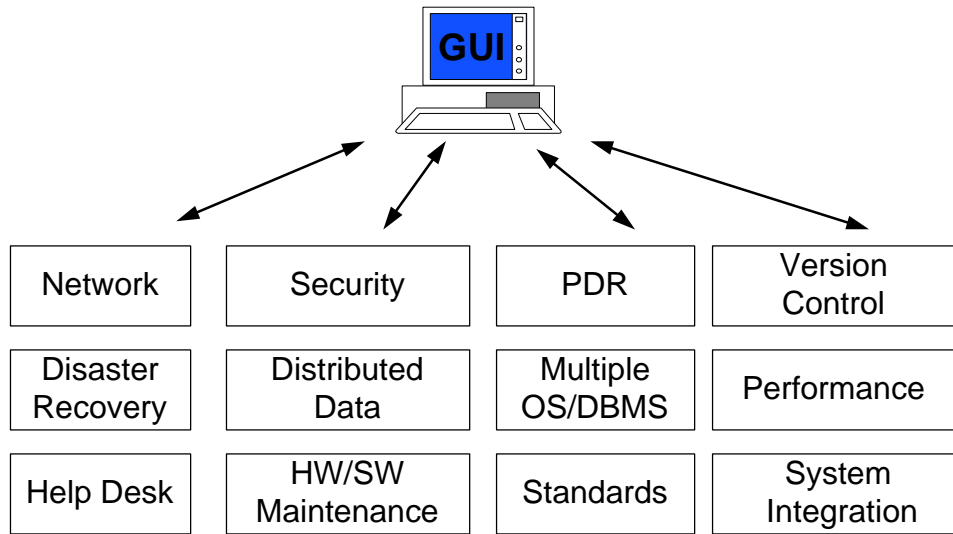 GUI
Network
Security
PDR
Version
Control
Disaster
Recovery
Distributed
Data
Multiple
OS/DBMS
Performance
Help Desk
HW/SW
Maintenance
Standards
System
Integration